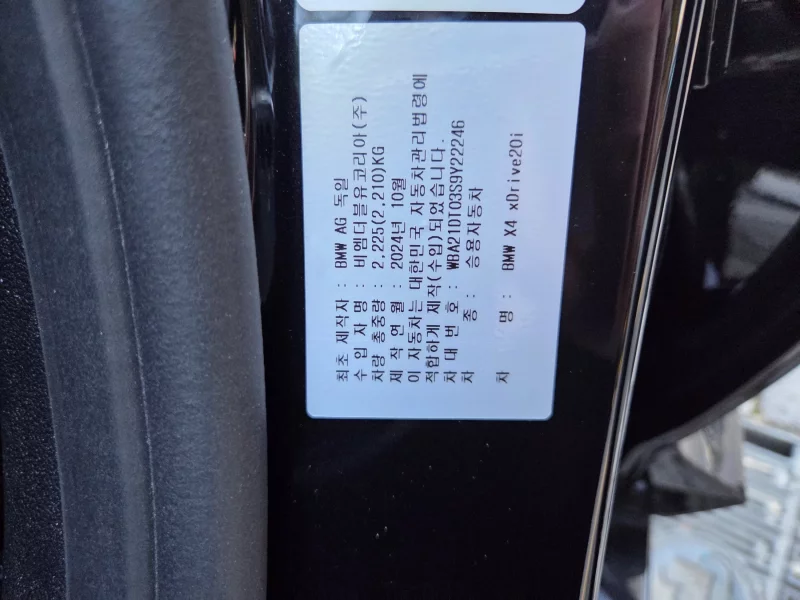 최초 제작자 : BMW AG 독일
수 입 자 명 : 비엠더블유코리아(주)
차량 총중량 : 2,225(2,210)KG
제 작 연 월 : 2024년 10월
이 자동차는 대한민국 자동차관리법령에
적합하게 제작(수입)되었습니다.
차 대 번 호 : WBA21DT03S9Y22246
차 종 : 승용자동차
차 명 : BMW X4 xDrive20i